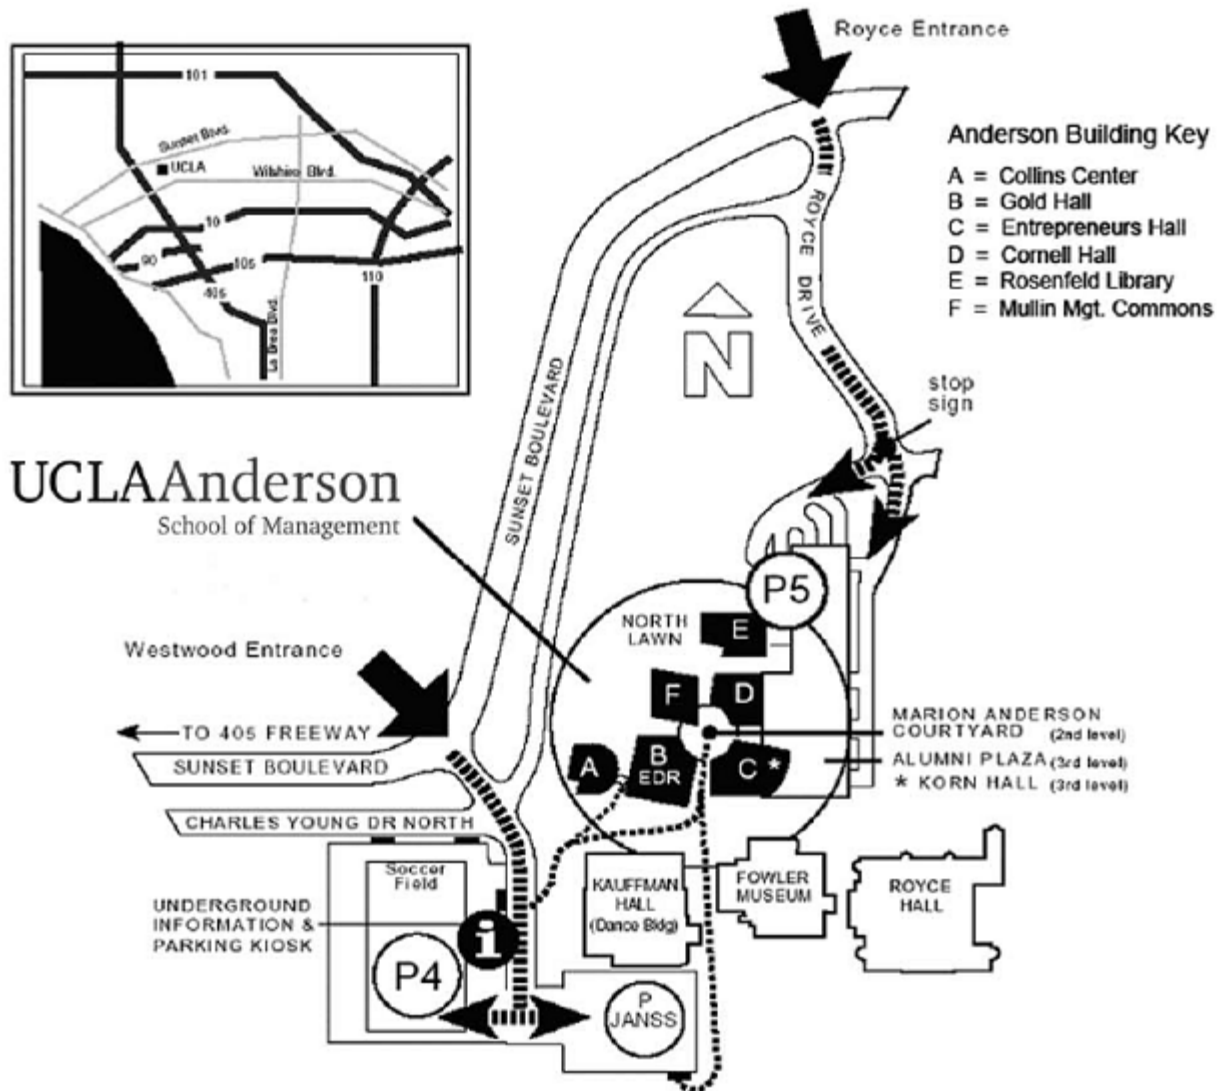 Royce Entrance
101
Sunset Blvd.
UCLA
Wilshire Blvd.
10
90
105
405
110
La Brea Blvd.
Anderson Building Key
A = Collins Center
B = Gold Hall
C = Entrepreneurs Hall
D = Cornell Hall
E = Rosenfeld Library
F = Mullin Mgt. Commons
ROYCE DRIVE
N
stop
sign
SUNSET BOULEVARD
UCLAAnderson
School of Management
P5
NORTH
LAWN
E
Westwood Entrance
F
D
TO 405 FREEWAY
SUNSET BOULEVARD
MARION ANDERSON
COURTYARD (2nd level)
ALUMNI PLAZA (3rd level)
* KORN HALL (3rd level)
A
B
EDR
C *
CHARLES YOUNG DR NORTH
Soccer
Field
UNDERGROUND
INFORMATION &
PARKING KIOSK
i
P4
KAUFFMAN
HALL
(Dance Bldg)
FOWLER
MUSEUM
ROYCE
HALL
P
JANSS